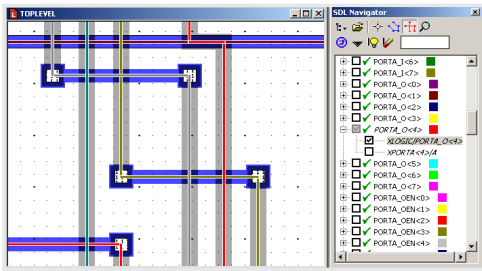 TOPLEVEL
SDL Navigator
PORTA_I<6>
PORTA_I<7>
PORTA_O<0>
PORTA_O<1>
PORTA_O<2>
PORTA_O<3>
PORTA_O<4>
XLOGIC/PORTA_O<4>
XPORTA<4>/A
PORTA_O<5>
PORTA_O<6>
PORTA_O<7>
PORTA_OEN<0>
PORTA_OEN<1>
PORTA_OEN<2>
PORTA_OEN<3>
PORTA_OEN<4>